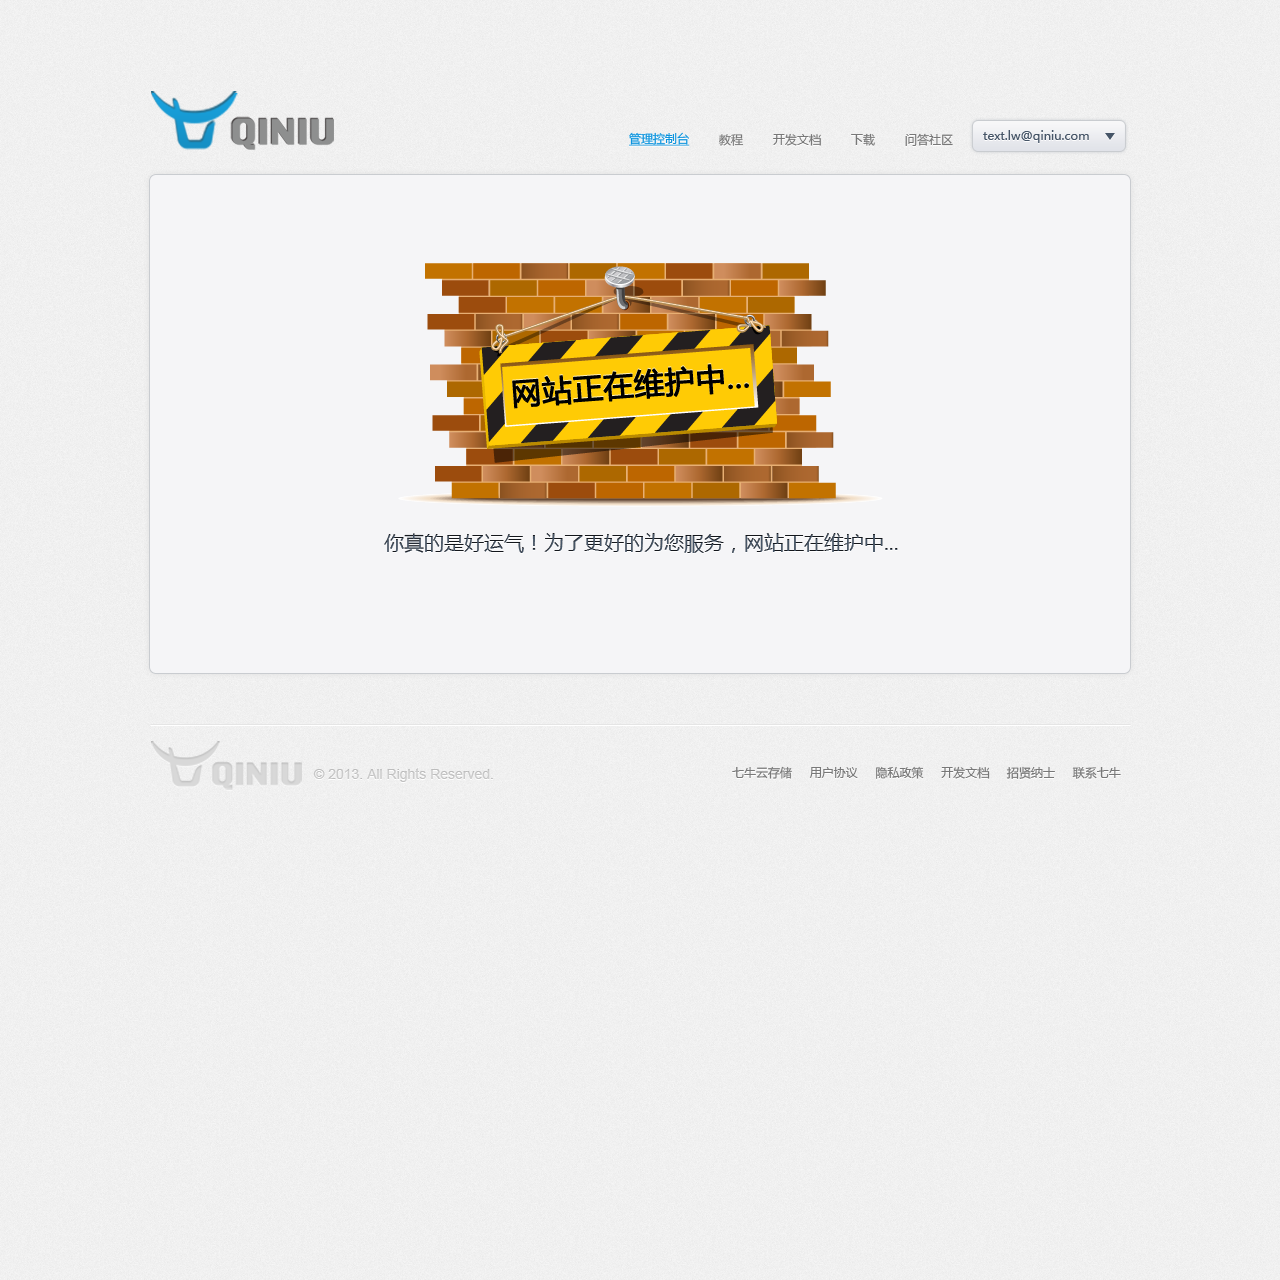 QINIU
管理控制台 教程 开发文档 下载 问答社区 text.lw@qiniu.com
网站正在维护中...
你真的是好运气！为了更好的为您服务，网站正在维护中...
QINIU © 2013. All Rights Reserved. 七牛云存储 用户协议 隐私政策 开发文档 招贤纳士 联系七牛